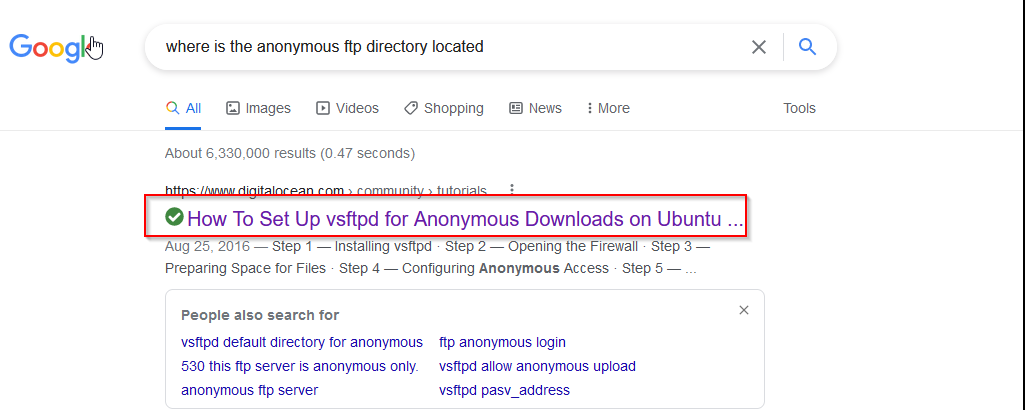 Google
where is the anonymous ftp directory located
All Images Videos Shopping News More Tools
About 6,330,000 results (0.47 seconds)
https://www.digitalocean.com › community › tutorials
How To Set Up vsftpd for Anonymous Downloads on Ubuntu ...
Aug 25, 2016 — Step 1 — Installing vsftpd · Step 2 — Opening the Firewall · Step 3 —
Preparing Space for Files · Step 4 — Configuring Anonymous Access · Step 5 — ...
People also search for
vsftpd default directory for anonymous ftp anonymous login
530 this ftp server is anonymous only. vsftpd allow anonymous upload
anonymous ftp server vsftpd pasv_address